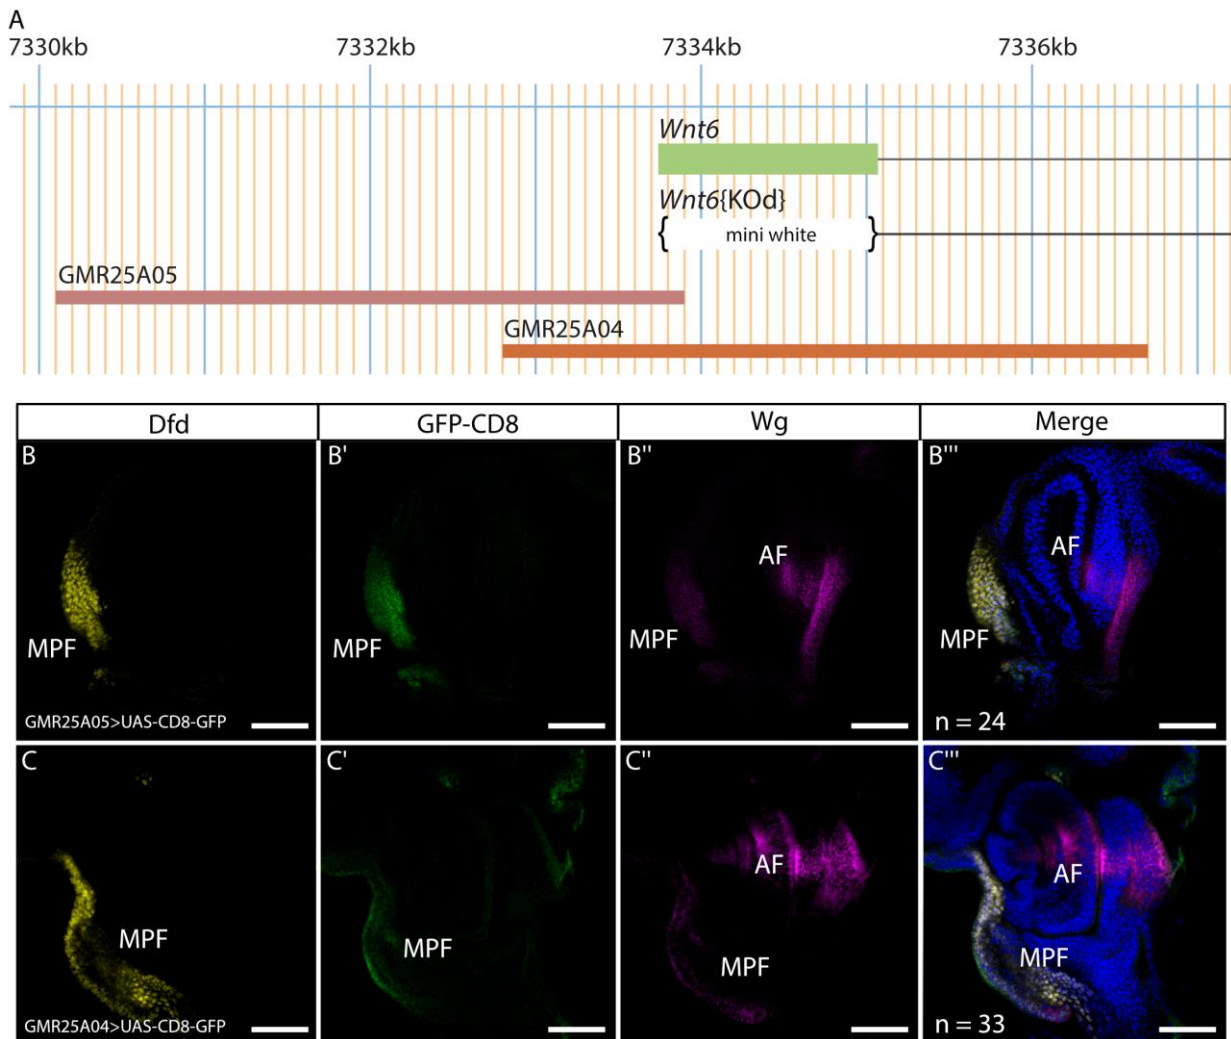 A
7330kb 7332kb 7334kb 7336kb
Wnt6
Wnt6{KOd}
{ mini white }
GMR25A05
GMR25A04
Dfd GFP-CD8 Wg Merge
B B' B'' B'''
AF AF
MPF MPF MPF MPF
GMR25A05>UAS-CD8-GFP n = 24
C C' C'' C'''
AF AF
MPF MPF MPF MPF
GMR25A04>UAS-CD8-GFP n = 33